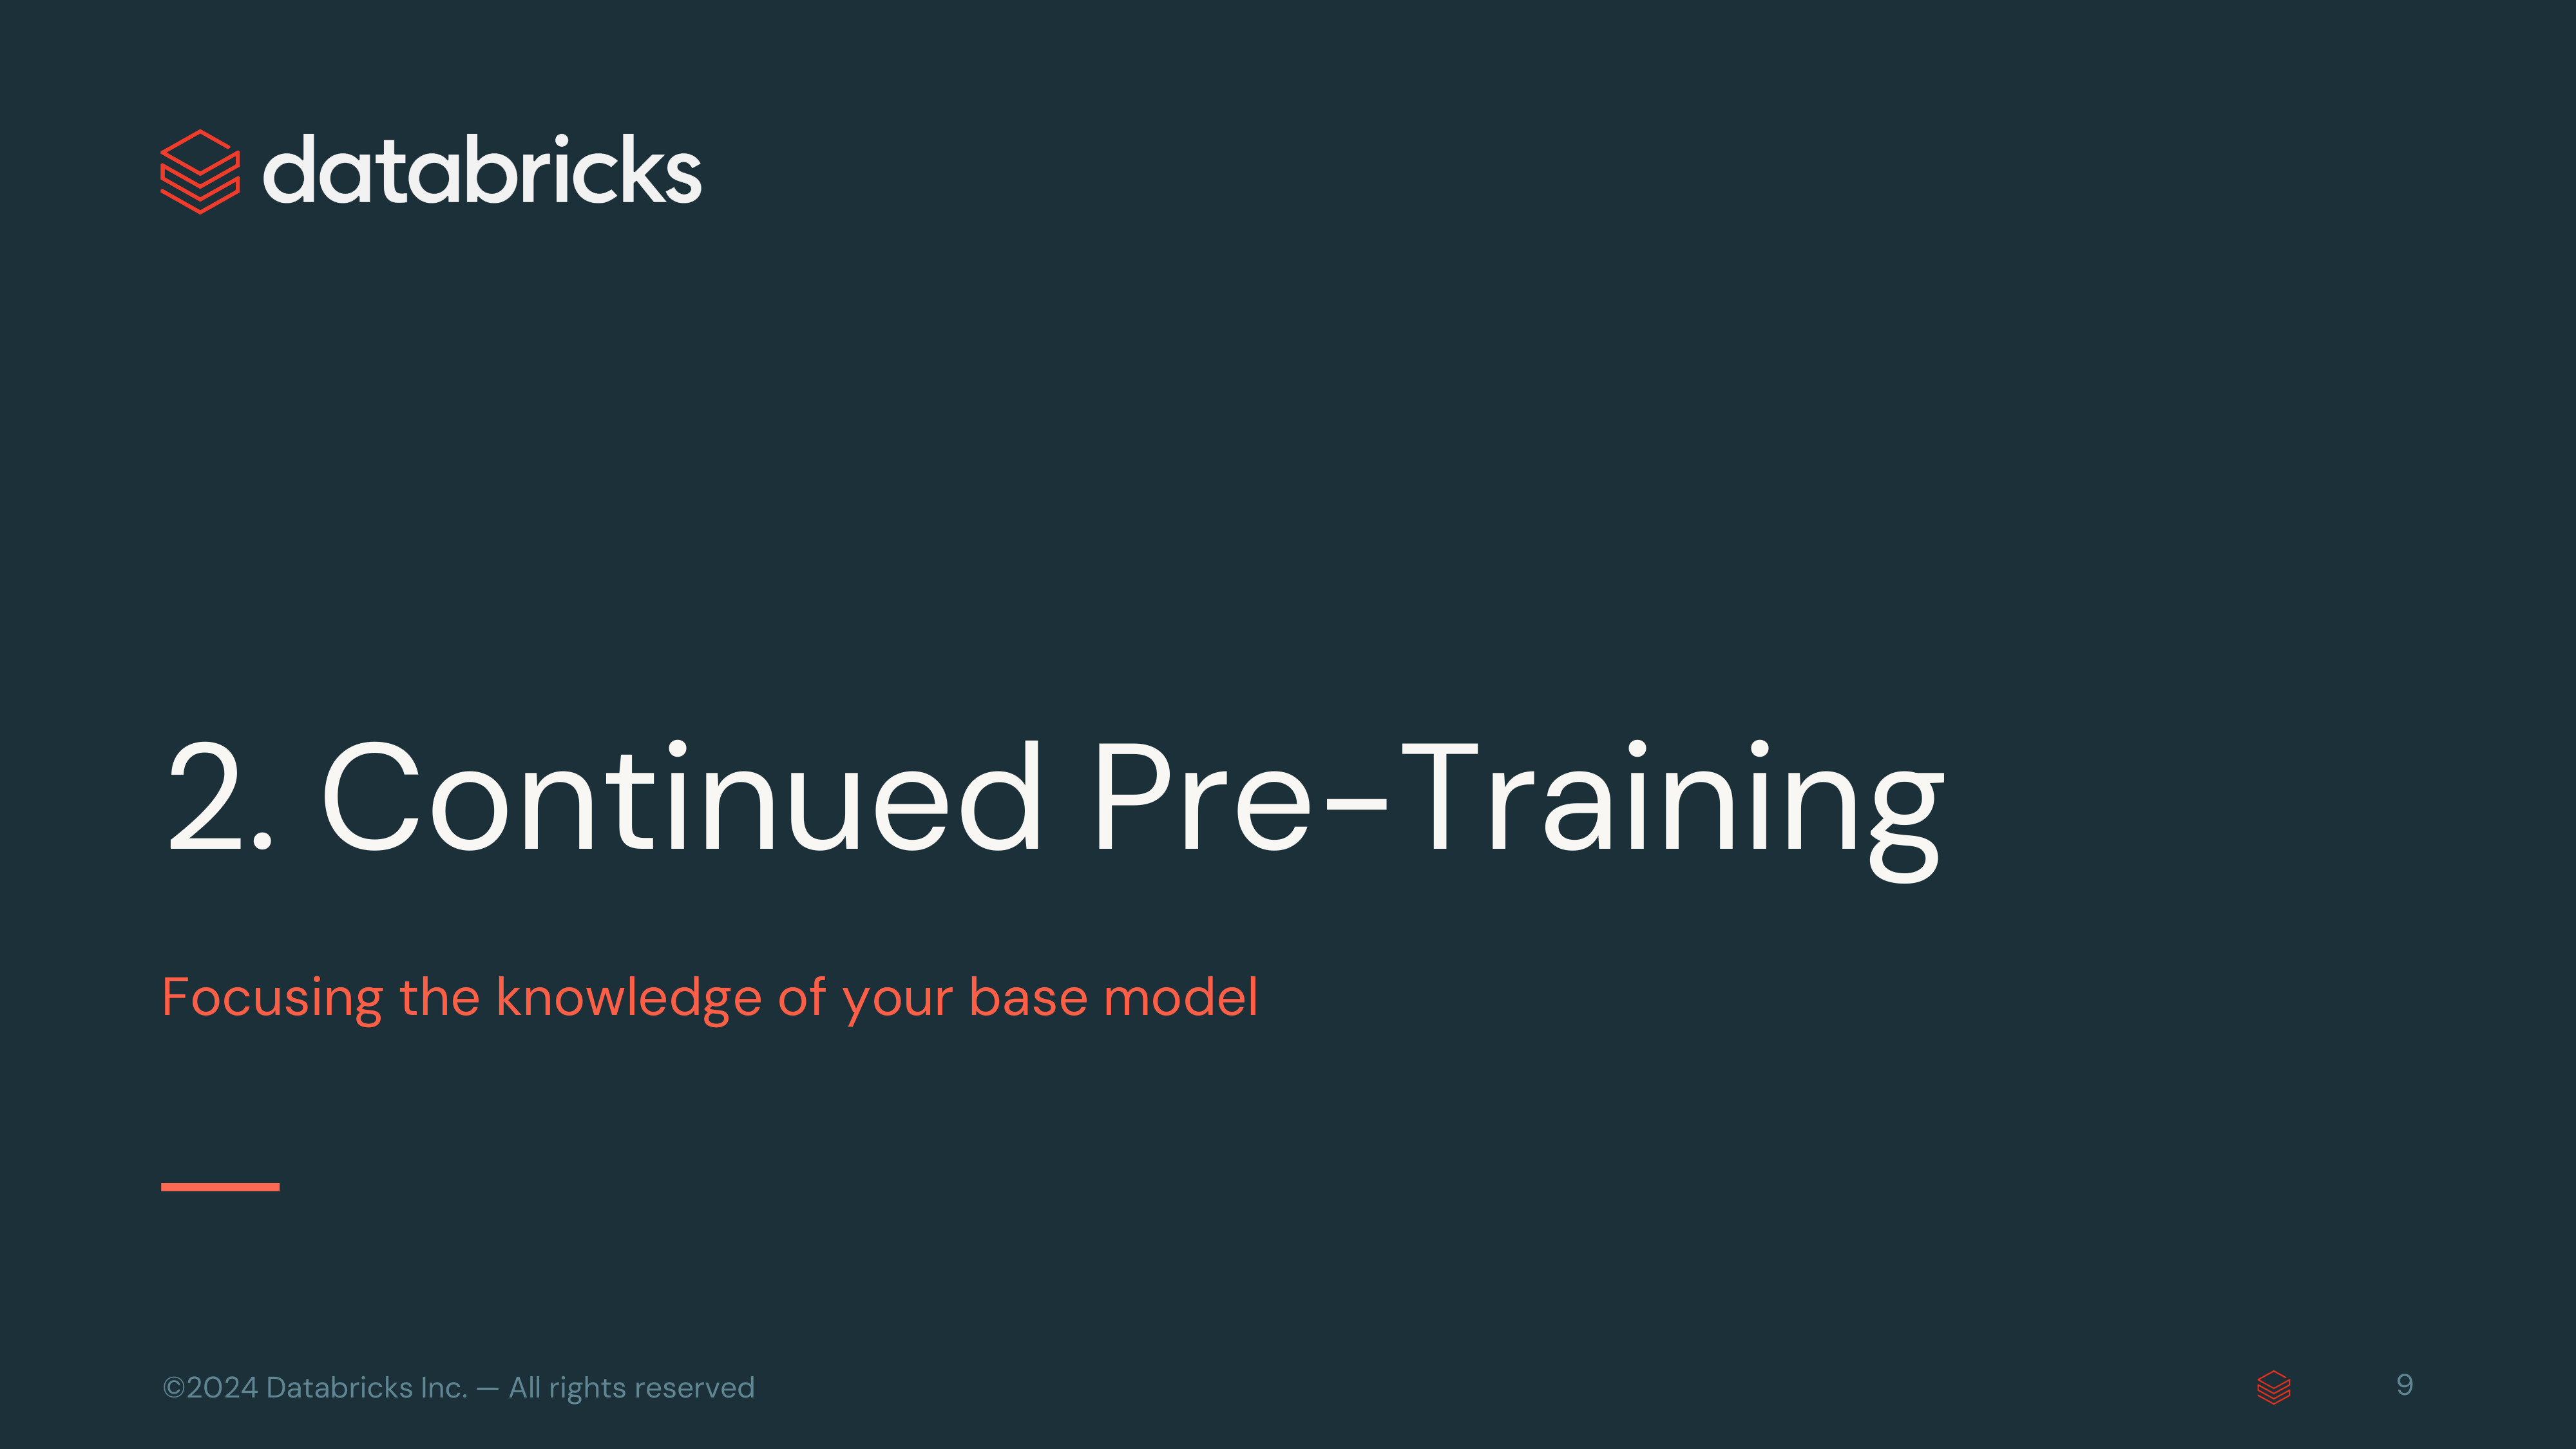 databricks
2. Continued Pre-Training
Focusing the knowledge of your base model
©2024 Databricks Inc. — All rights reserved
9